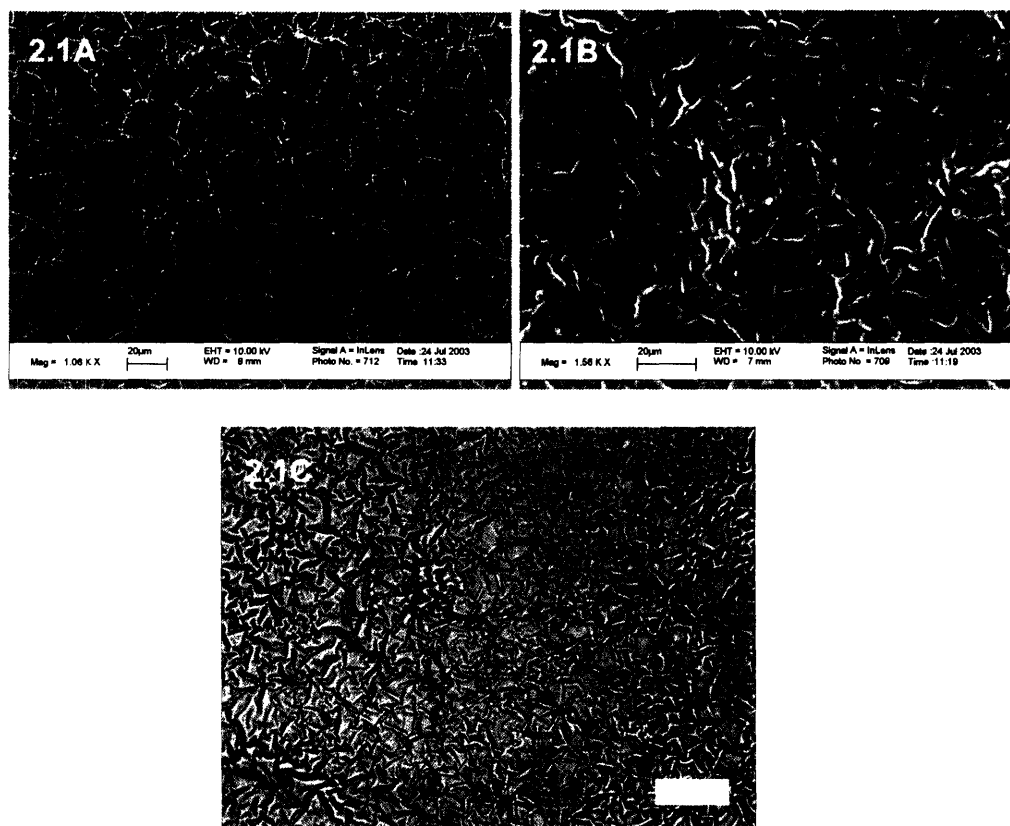 2.1A
2.1B
Mag = 1.06 K X
20µm
EHT = 10.00 kV
WD = 8 mm
Signal A = InLens
Photo No. = 712
Date :24 Jul 2003
Time :11:33
Mag = 1.56 K X
20µm
EHT = 10.00 kV
WD = 7 mm
Signal A = InLens
Photo No = 709
Date :24 Jul 2003
Time :11:19
2.1C